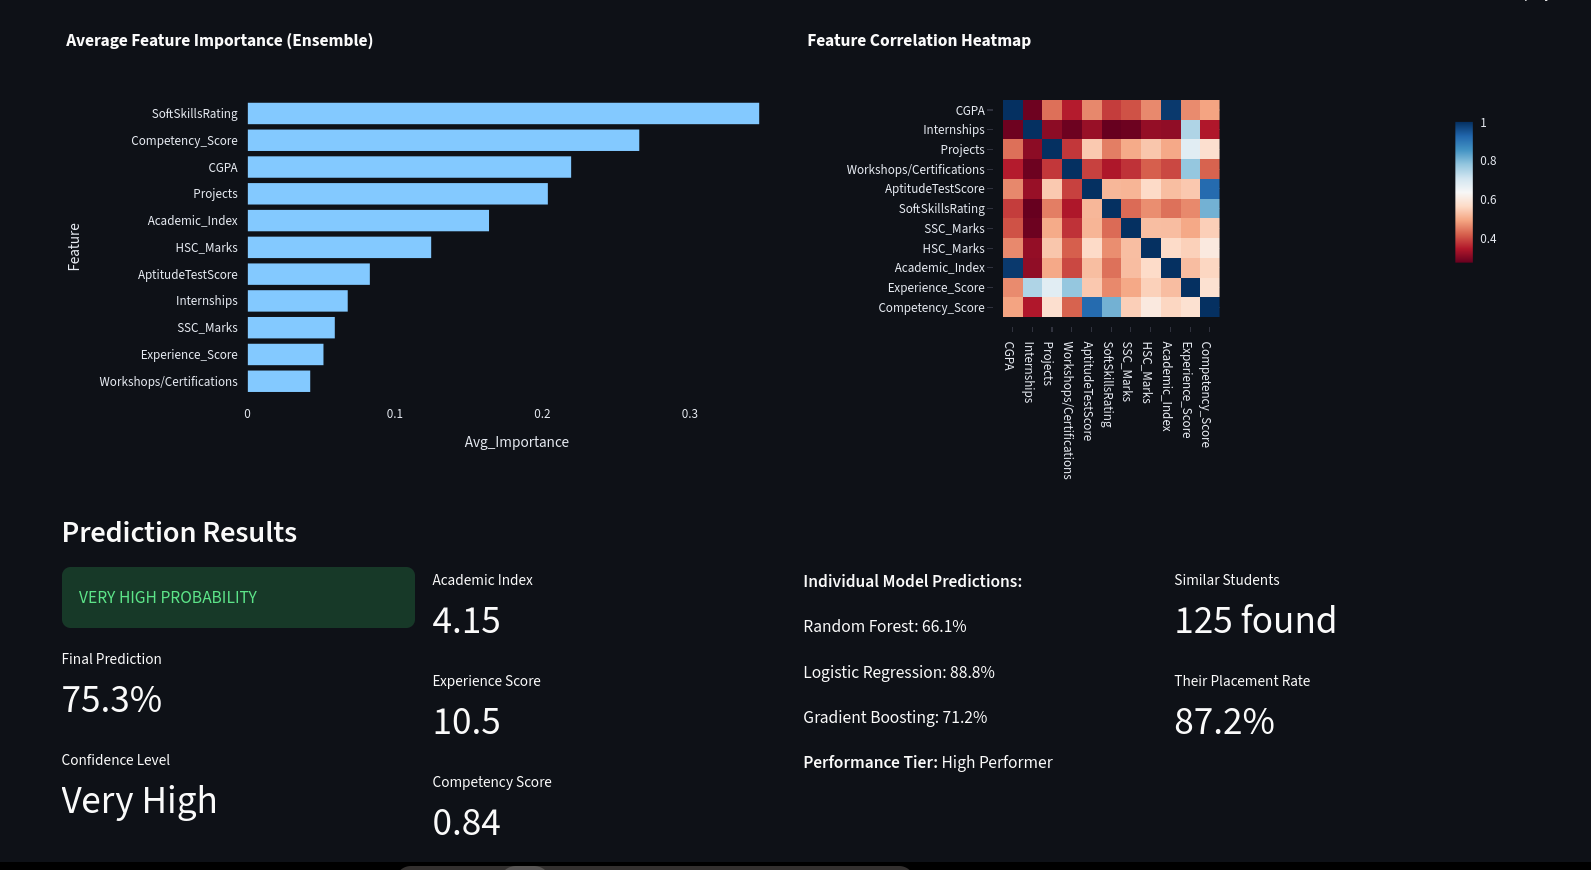 Average Feature Importance (Ensemble)
Feature
SoftSkillsRating
Competency_Score
CGPA
Projects
Academic_Index
HSC_Marks
AptitudeTestScore
Internships
SSC_Marks
Experience_Score
Workshops/Certifications
0 0.1 0.2 0.3
Avg_Importance
Feature Correlation Heatmap
CGPA
Internships
Projects
Workshops/Certifications
AptitudeTestScore
SoftSkillsRating
SSC_Marks
HSC_Marks
Academic_Index
Experience_Score
Competency_Score
CGPA
Internships
Projects
Workshops/Certifications
AptitudeTestScore
SoftSkillsRating
SSC_Marks
HSC_Marks
Academic_Index
Experience_Score
Competency_Score
1
0.8
0.6
0.4
Prediction Results
VERY HIGH PROBABILITY
Final Prediction
75.3%
Confidence Level
Very High
Academic Index
4.15
Experience Score
10.5
Competency Score
0.84
Individual Model Predictions:
Random Forest: 66.1%
Logistic Regression: 88.8%
Gradient Boosting: 71.2%
Performance Tier: High Performer
Similar Students
125 found
Their Placement Rate
87.2%